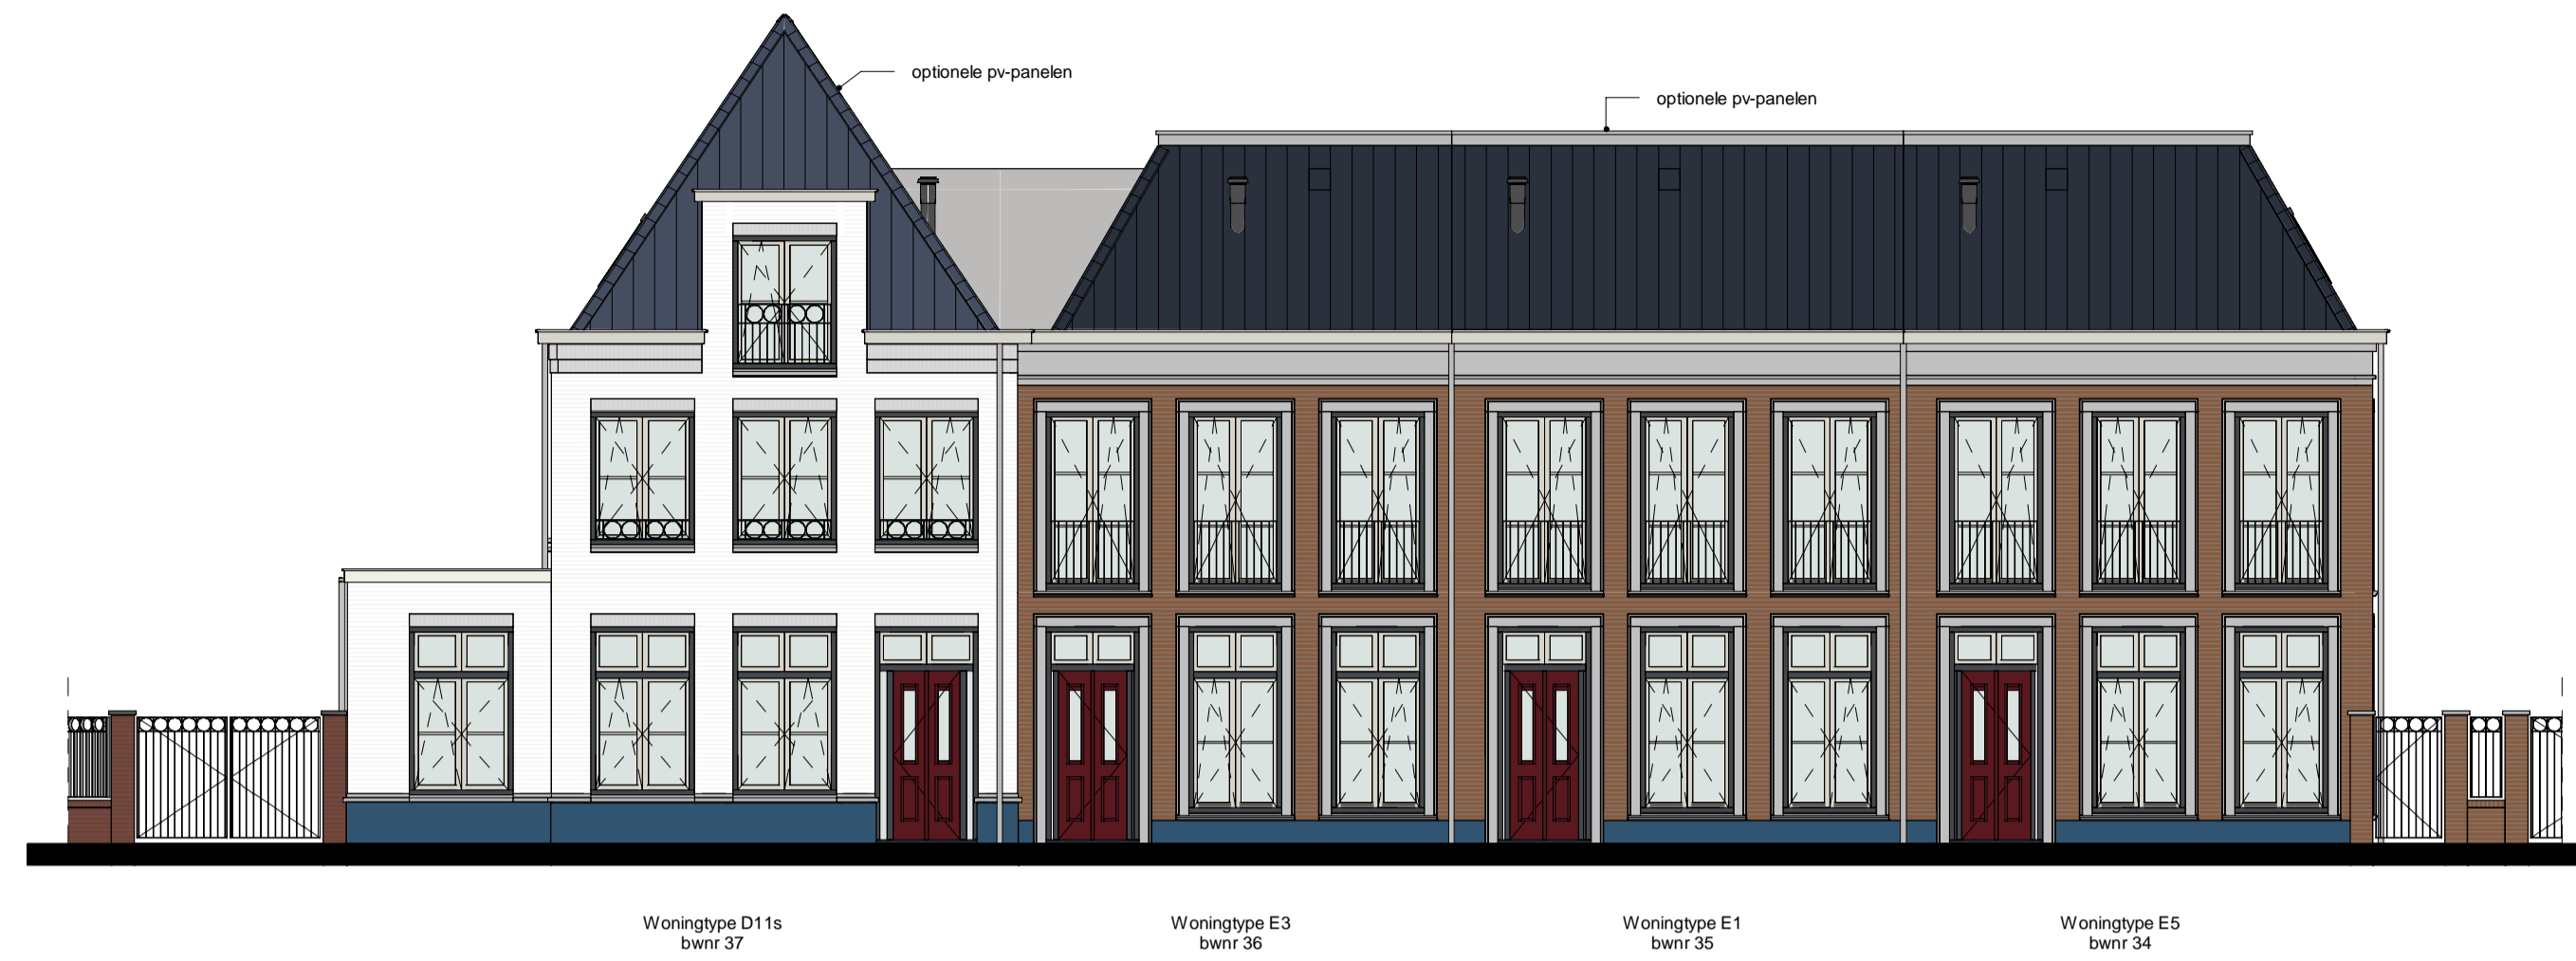 optionele pv-panelen
optionele pv-panelen
Woningtype D11s
bwnr 37
Woningtype E3
bwnr 36
Woningtype E1
bwnr 35
Woningtype E5
bwnr 34